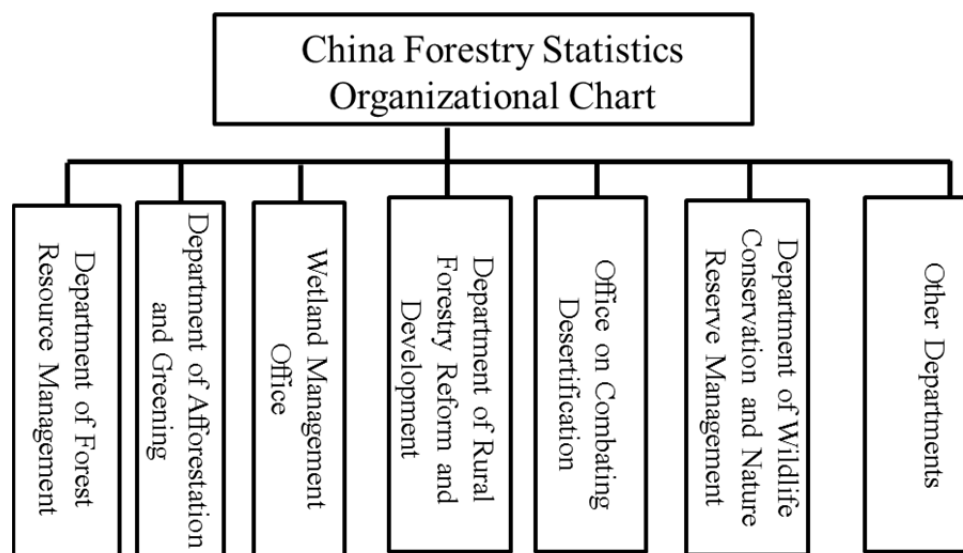 China Forestry Statistics
Organizational Chart
Department of Forest
Resource Management
Department of Afforestation
and Greening
Wetland Management
Office
Department of Rural
Forestry Reform and
Development
Office on Combating
Desertification
Department of Wildlife
Conservation and Nature
Reserve Management
Other Departments